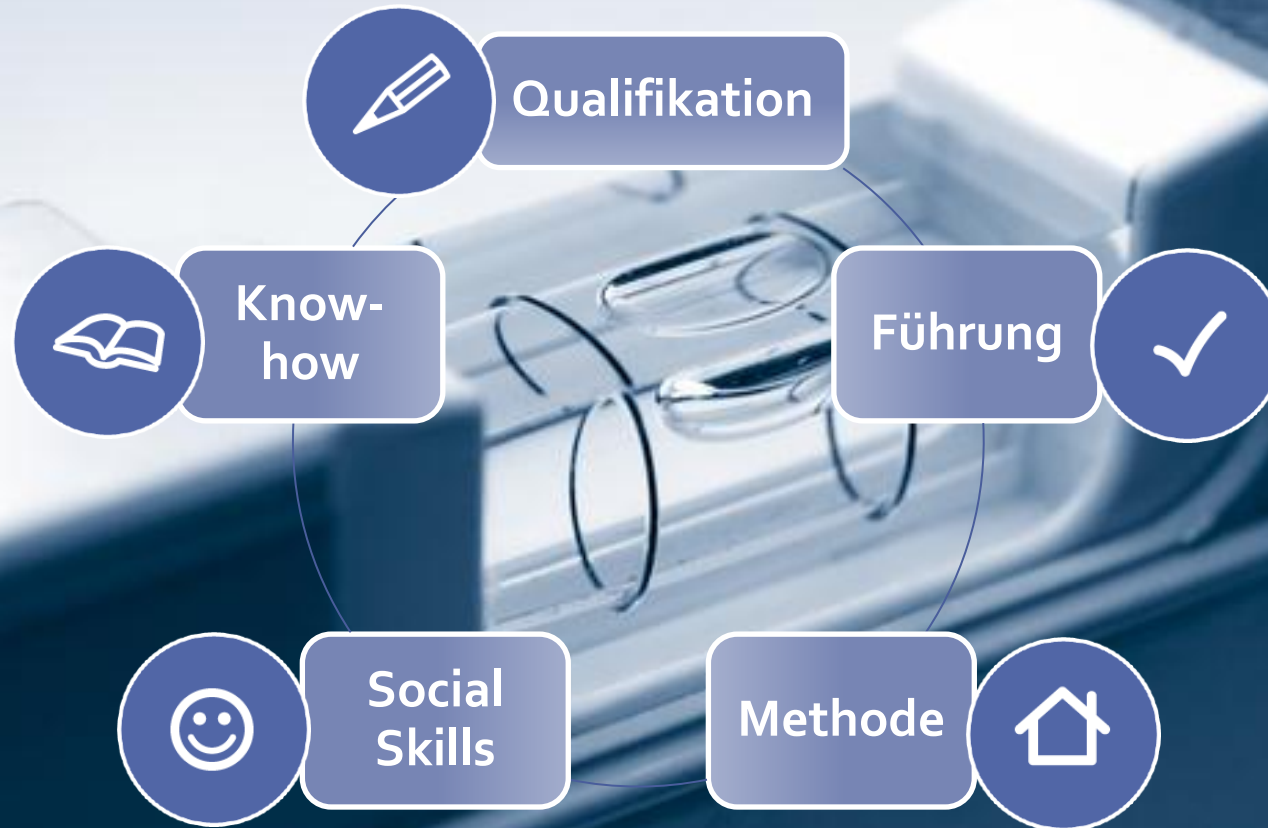 Qualifikation
Know-
how
Führung
Social
Skills
Methode